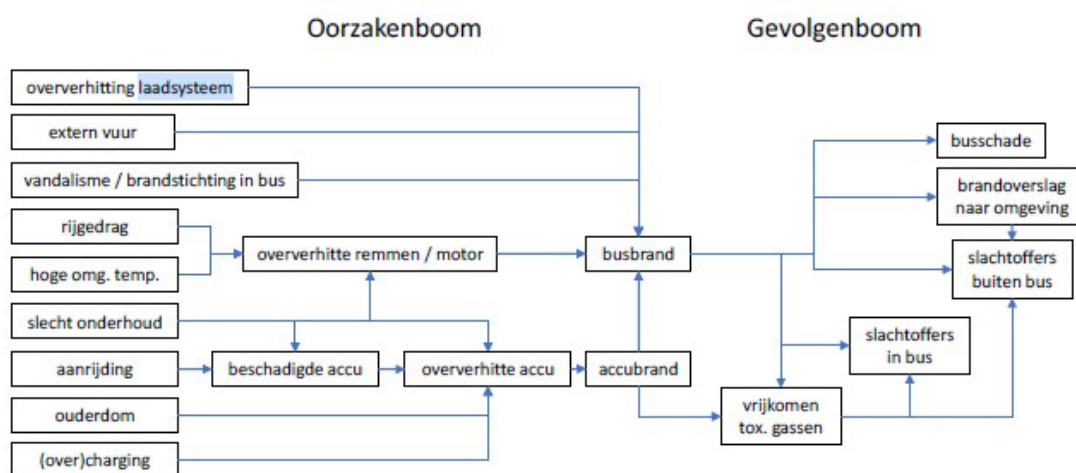 Oorzakenboom
Gevolgenboom
oververhitting laadsysteem
extern vuur
vandalisme / brandstichting in bus
rijgedrag
hoge omg. temp.
slecht onderhoud
aanrijding
ouderdom
(over)charging
oververhitte remmen / motor
beschadigde accu
oververhitte accu
busbrand
accubrand
busschade
brandoverslag
naar omgeving
slachtoffers
buiten bus
slachtoffers
in bus
vrijkomen
tox. gassen